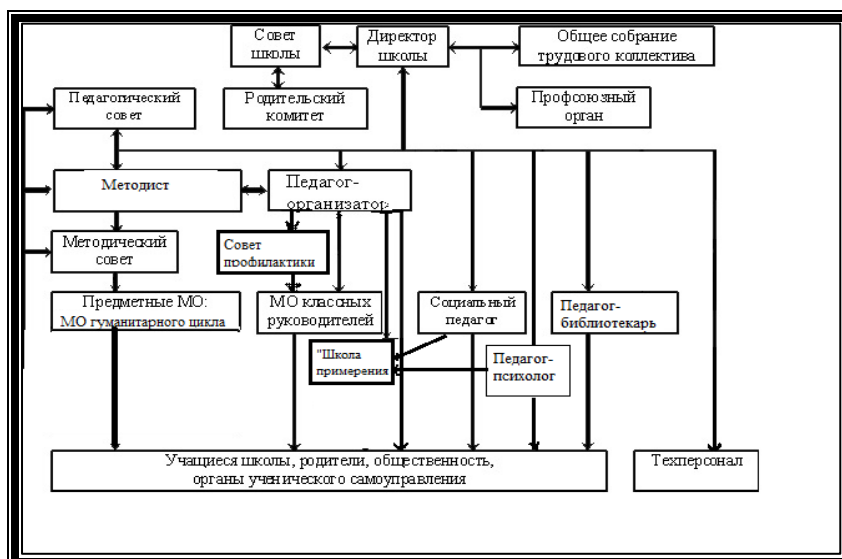 Совет
школы
Директор
школы
Общее собрание
трудового коллектива
Педагогический
совет
Родительский
комитет
Профсоюзный
орган
Методист
Педагог-
организатор
Методический
совет
Совет
профилактики
Предметные МО:
МО гуманитарного цикла
МО классных
руководителей
Социальный
педагог
Педагог-
библиотекарь
"Школа
примерения
Педагог-
психолог
Учащиеся школы, родители, общественность,
органы ученического самоуправления
Техперсонал